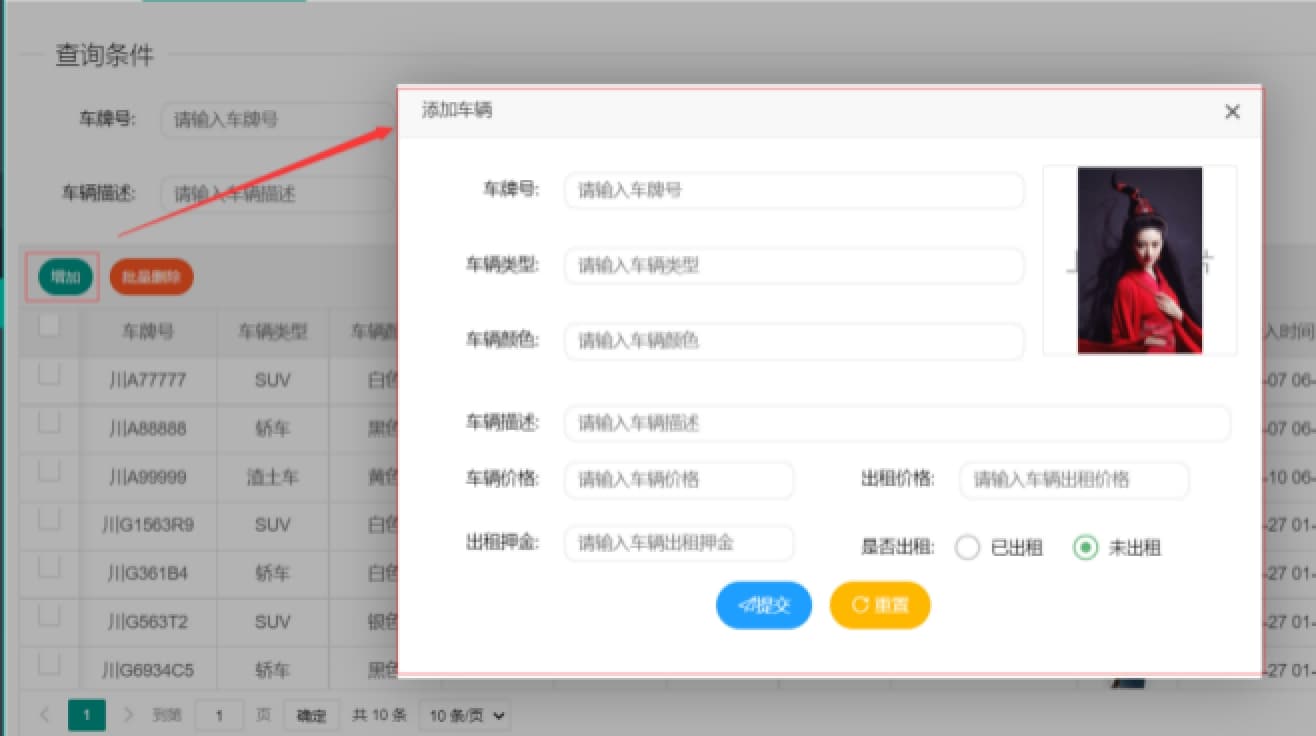 查询条件
车牌号: 请输入车牌号
车辆描述: 请输入车辆描述
增加 批量删除
添加车辆
车牌号: 请输入车牌号
车辆类型: 请输入车辆类型
车辆颜色: 请输入车辆颜色
车辆描述: 请输入车辆描述
车辆价格: 请输入车辆价格 出租价格: 请输入车辆出租价格
出租押金: 请输入车辆出租押金 是否出租: 已出租 未出租
提交 重置
车牌号 车辆类型 车辆 入时间
川A77777 SUV 白色 -07 06-
川A88888 轿车 黑色 -07 06-
川A99999 渣土车 黄色 -10 06-
川G1563R9 SUV 白色 -27 01-
川G361B4 轿车 白色 -27 01-
川G563T2 SUV 银色 -27 01-
川G6934C5 轿车 黑色 -27 01-
1 到第 1 页 确定 共 10 条 10 条/页